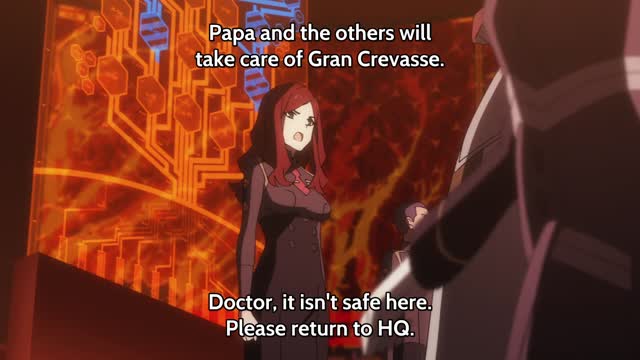 Papa and the others will
take care of Gran Crevasse.
Doctor, it isn't safe here.
Please return to HQ.